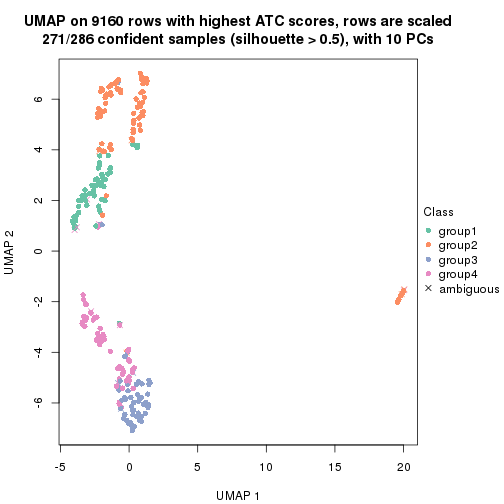 UMAP on 9160 rows with highest ATC scores, rows are scaled
271/286 confident samples (silhouette > 0.5), with 10 PCs
6
4
2
0
-2
-4
-6
UMAP 2
-5
0
5
10
15
20
UMAP 1
Class
group1
group2
group3
group4
ambiguous